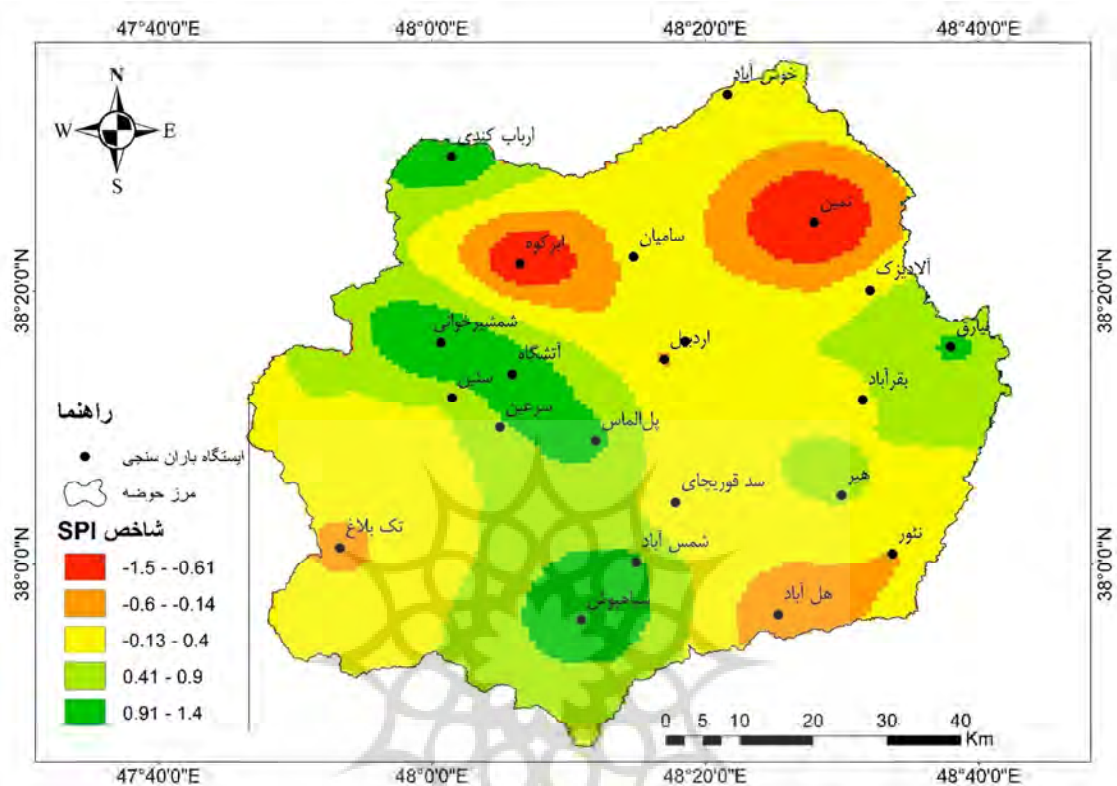 47°40'0"E 48°0'0"E 48°20'0"E 48°40'0"E
N
W E
S
خوش آباد
ارباب کندی
نمین
سامیان
ابرکوه
آلادیزک
38°20'0"N 38°20'0"N
شمشیرخوانی
اردبیل
نیارق
آتشگاه
سئین
بقرآباد
سرعین
پل‌الماس
راهنما
ایستگاه باران سنجی
مرز حوضه
هیر
سد قوریچای
شاخص SPI
تک بلاغ
شمس آباد
نئور
38°0'0"N 38°0'0"N
-1.5 - -0.61
-0.6 - -0.14
هل آباد
-0.13 - 0.4
0.41 - 0.9
0.91 - 1.4
0 5 10 20 30 40
Km
47°40'0"E 48°0'0"E 48°20'0"E 48°40'0"E